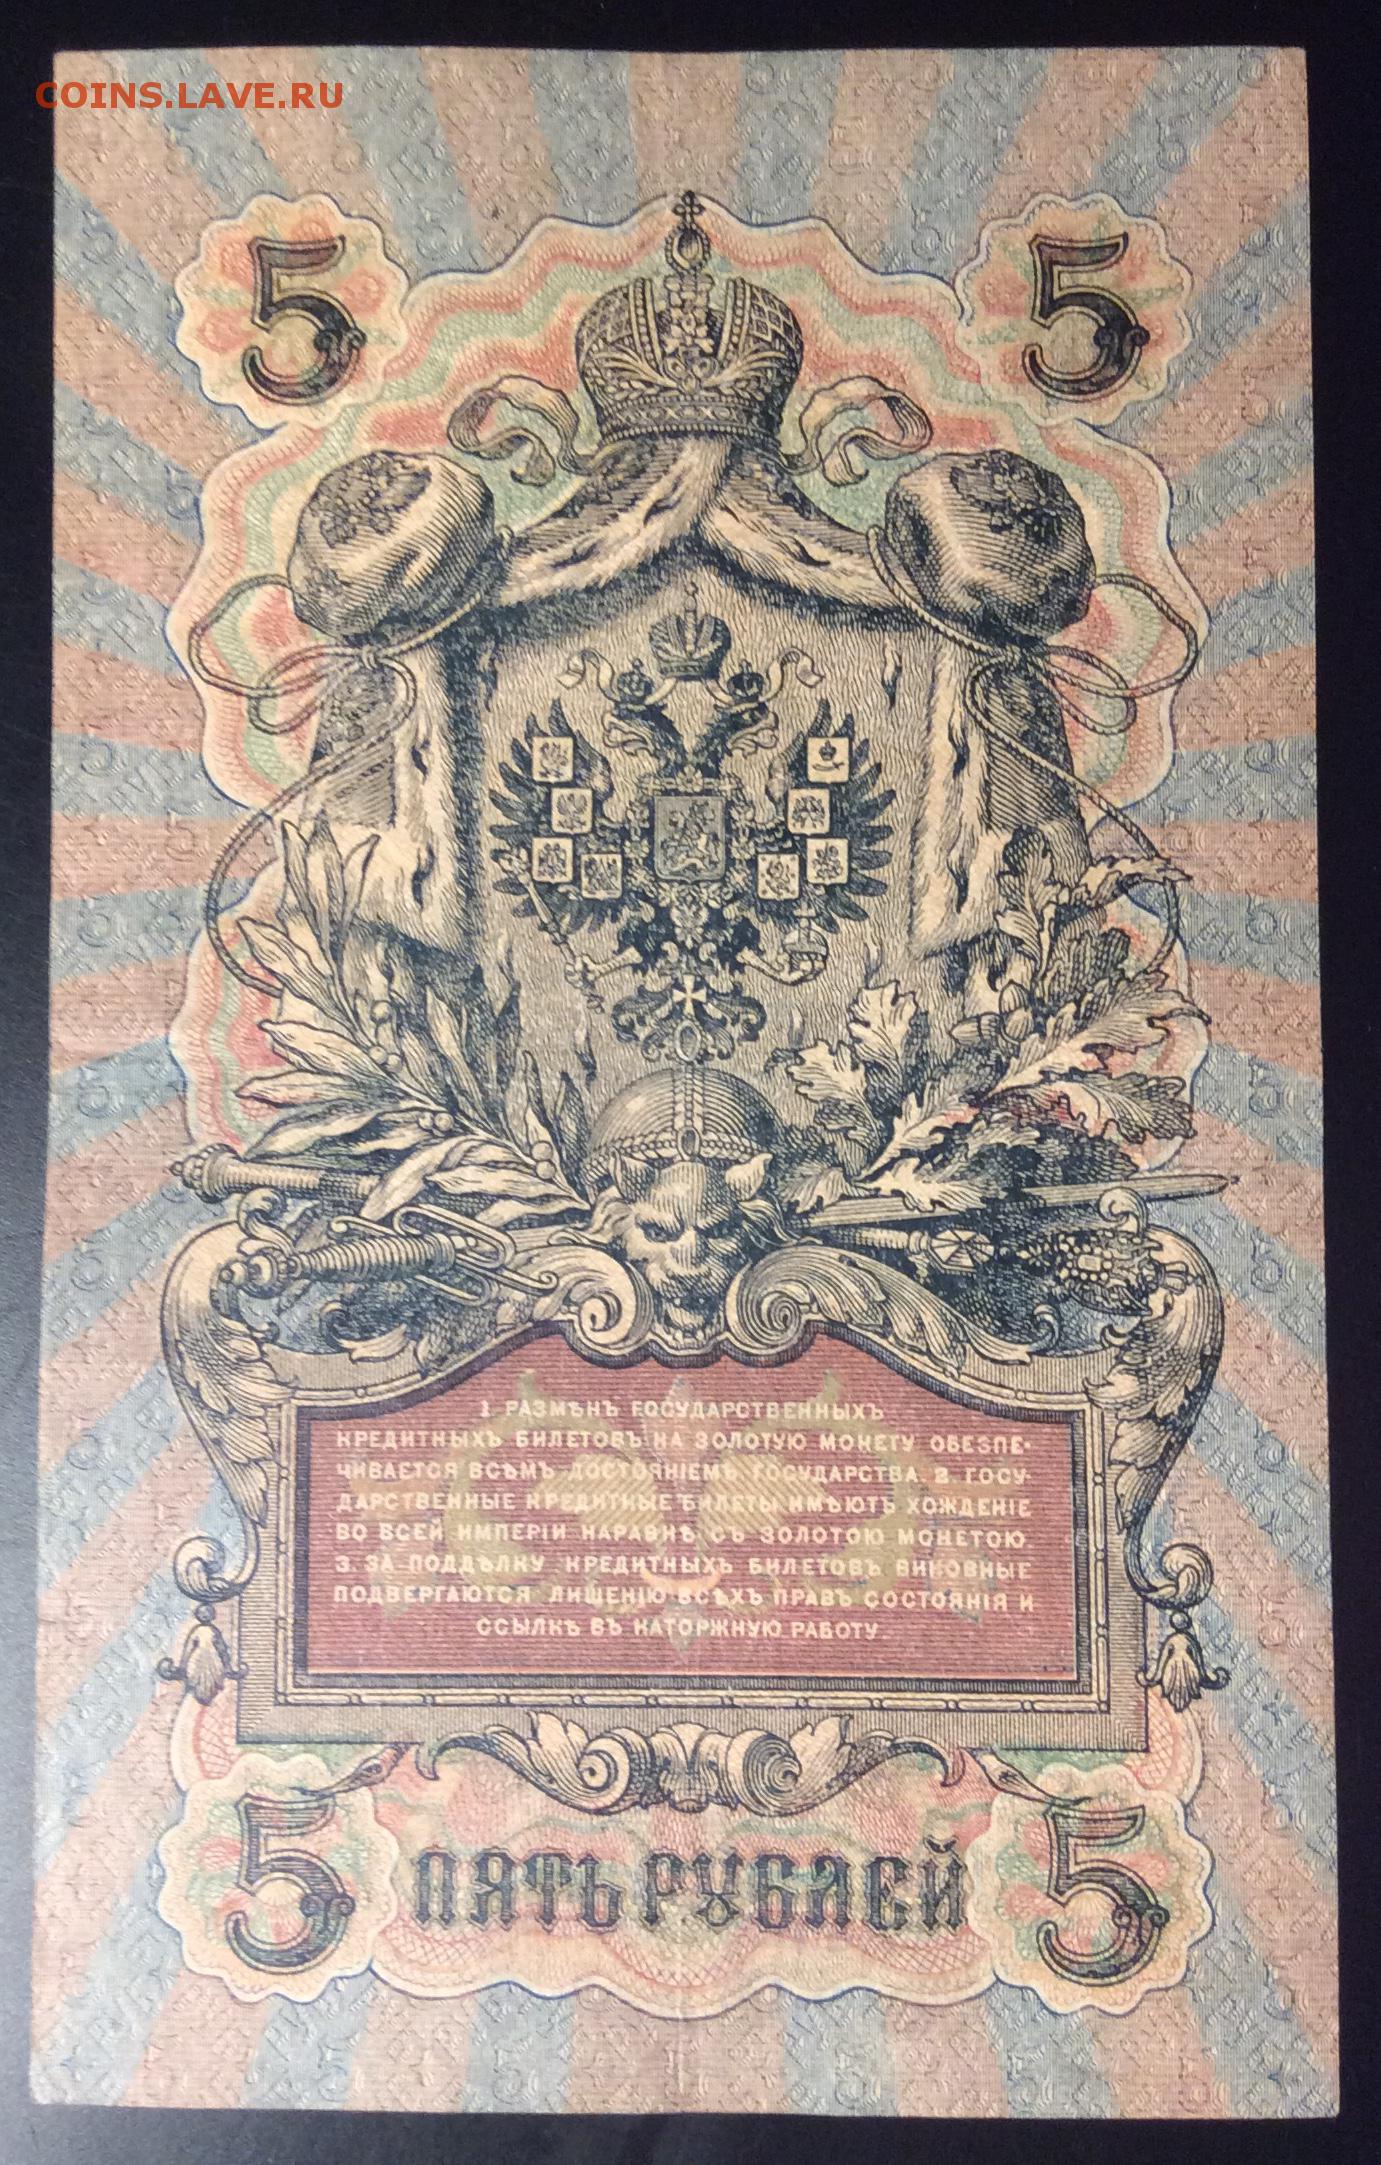 COINS.LAVE.RU
5 5
1. РАЗМѢНЪ ГОСУДАРСТВЕННЫХЪ
КРЕДИТНЫХЪ БИЛЕТОВЪ НА ЗОЛОТУЮ МОНЕТУ ОБЕЗПЕ-
ЧИВАЕТСЯ ВСѢМЪ ДОСТОЯНІЕМЪ ГОСУДАРСТВА. 2. ГОСУ-
ДАРСТВЕННЫЕ КРЕДИТНЫЕ БИЛЕТЫ ИМѢЮТЪ ХОЖДЕНІЕ
ВО ВСЕЙ ИМПЕРІИ НАРАВНѢ СЪ ЗОЛОТОЮ МОНЕТОЮ.
3. ЗА ПОДДѢЛКУ КРЕДИТНЫХЪ БИЛЕТОВЪ ВИНОВНЫЕ
ПОДВЕРГАЮТСЯ ЛИШЕНІЮ ВСѢХЪ ПРАВЪ СОСТОЯНІЯ И
ССЫЛКѢ ВЪ КАТОРЖНУЮ РАБОТУ.
5 ПЯТЬ РУБЛЕЙ 5